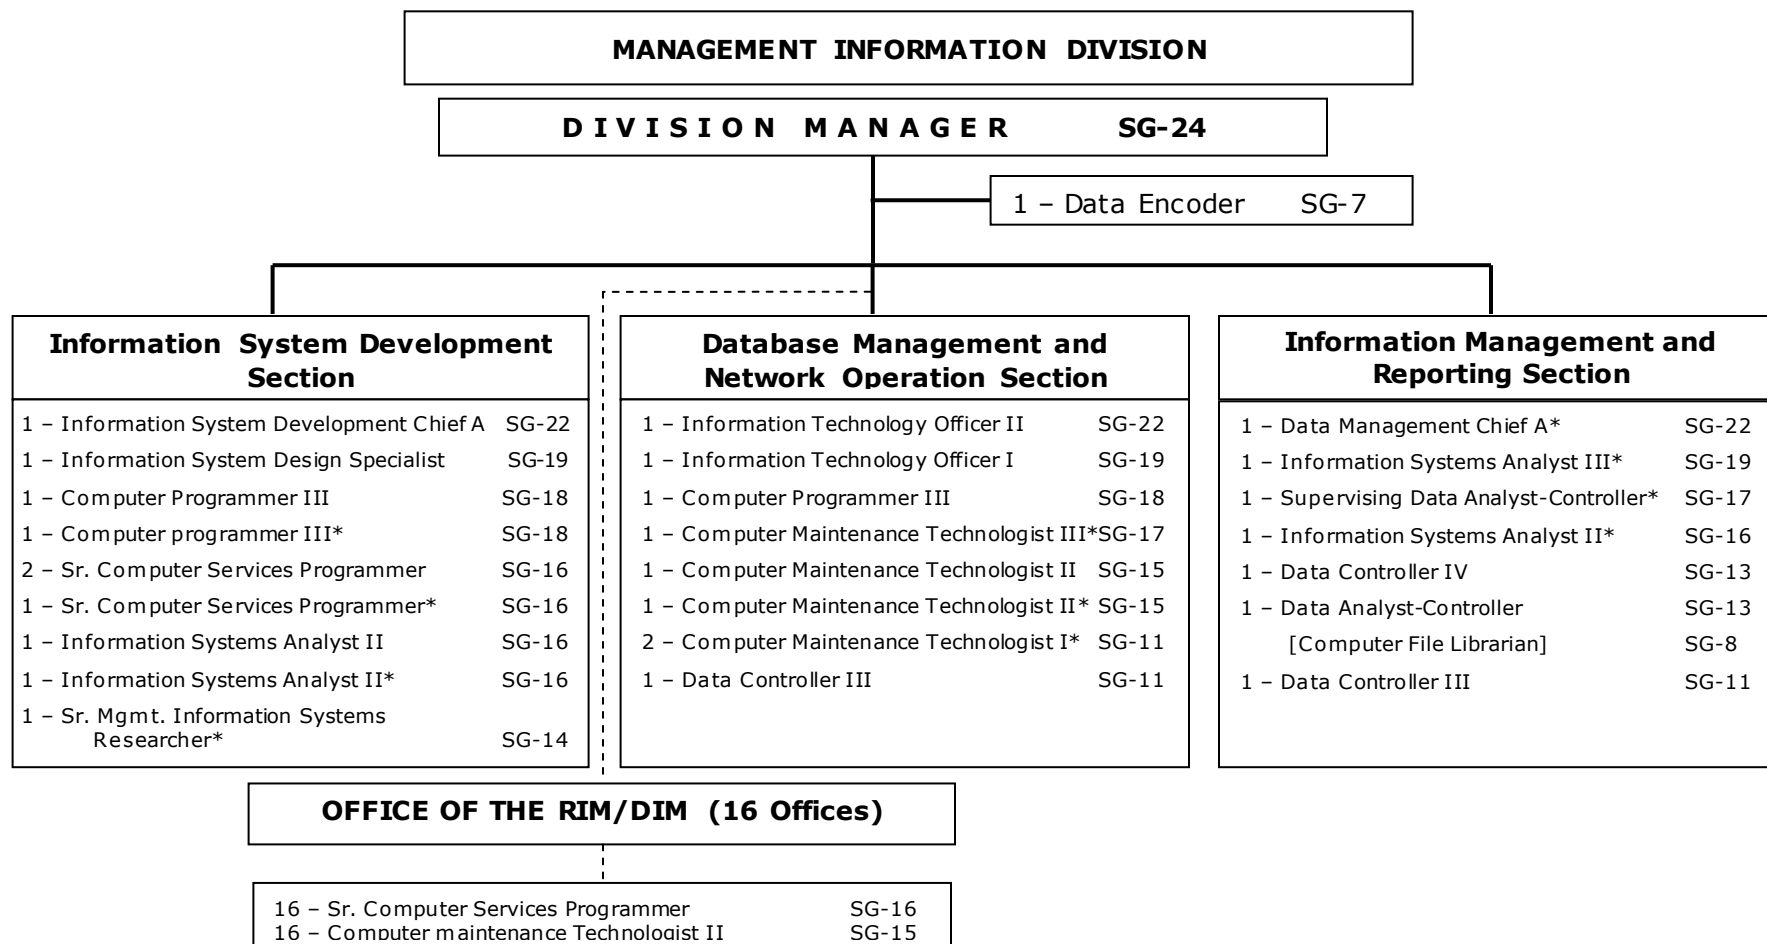 MANAGEMENT INFORMATION DIVISION
DIVISION MANAGER SG-24
1 – Data Encoder SG-7
Information System Development
Section
1 – Information System Development Chief A SG-22
1 – Information System Design Specialist SG-19
1 – Computer Programmer III SG-18
1 – Computer programmer III* SG-18
2 – Sr. Computer Services Programmer SG-16
1 – Sr. Computer Services Programmer* SG-16
1 – Information Systems Analyst II SG-16
1 – Information Systems Analyst II* SG-16
1 – Sr. Mgmt. Information Systems
Researcher* SG-14
Database Management and
Network Operation Section
1 – Information Technology Officer II SG-22
1 – Information Technology Officer I SG-19
1 – Computer Programmer III SG-18
1 – Computer Maintenance Technologist III* SG-17
1 – Computer Maintenance Technologist II SG-15
1 – Computer Maintenance Technologist II* SG-15
2 – Computer Maintenance Technologist I* SG-11
1 – Data Controller III SG-11
Information Management and
Reporting Section
1 – Data Management Chief A* SG-22
1 – Information Systems Analyst III* SG-19
1 – Supervising Data Analyst-Controller* SG-17
1 – Information Systems Analyst II* SG-16
1 – Data Controller IV SG-13
1 – Data Analyst-Controller SG-13
[Computer File Librarian] SG-8
1 – Data Controller III SG-11
OFFICE OF THE RIM/DIM (16 Offices)
16 – Sr. Computer Services Programmer SG-16
16 – Computer maintenance Technologist II SG-15